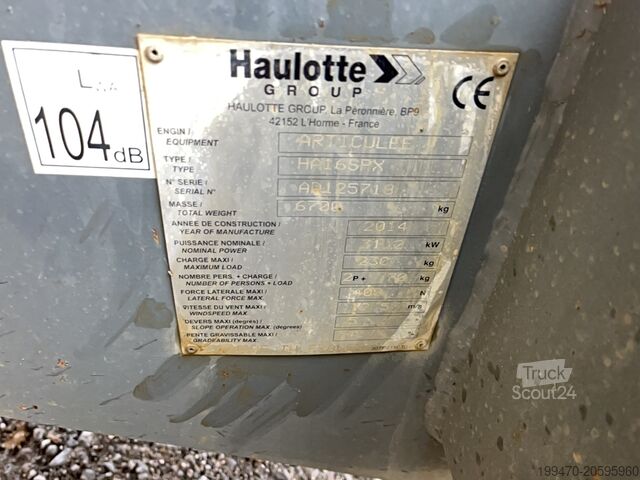 LWA
104dB
Haulotte
GROUP
CE
HAULOTTE GROUP, La Péronnière, BP9
42152 L'Horme - France
ENGIN / EQUIPMENT ARTICULEE
TYPE / TYPE HA16SPX
N° SERIE / SERIAL N° AD125718
MASSE / TOTAL WEIGHT kg
ANNEE DE CONSTRUCTION / YEAR OF MANUFACTURE 2014
PUISSANCE NOMINALE / NOMINAL POWER kW
CHARGE MAXI / MAXIMUM LOAD 230 kg
NOMBRE PERS. + CHARGE / NUMBER OF PERSONS + LOAD P+ kg
FORCE LATERALE MAXI / LATERAL FORCE MAX. N
VITESSE DU VENT MAXI / WINDSPEED MAX. m/s
DEVERS MAXI (degrés) / SLOPE OPERATION MAX. (degrees)
PENTE GRAVISSABLE MAXI / GRADEABILITY MAX
Truck
Scout24
199470-20595960